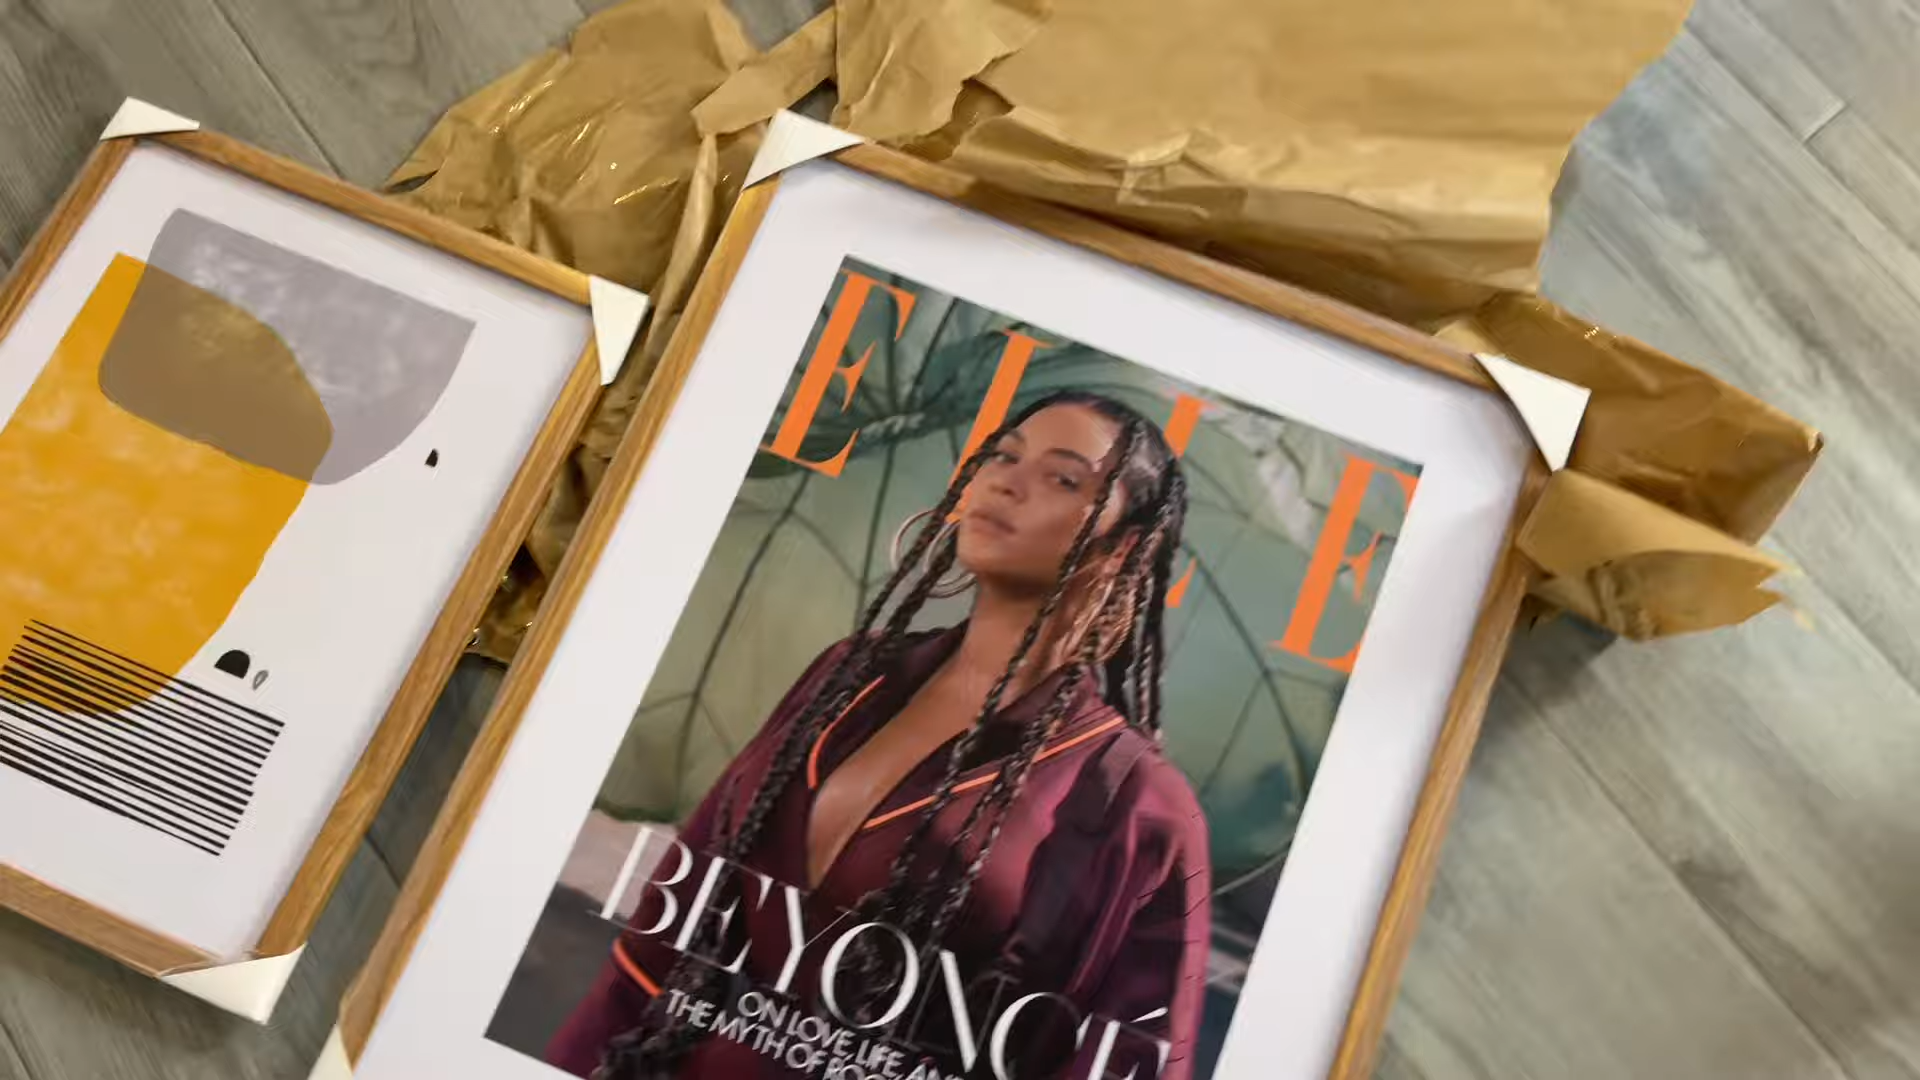 ELLE
BEYONCÉ
ON LOVE, LIFE, AND
THE MYTH OF